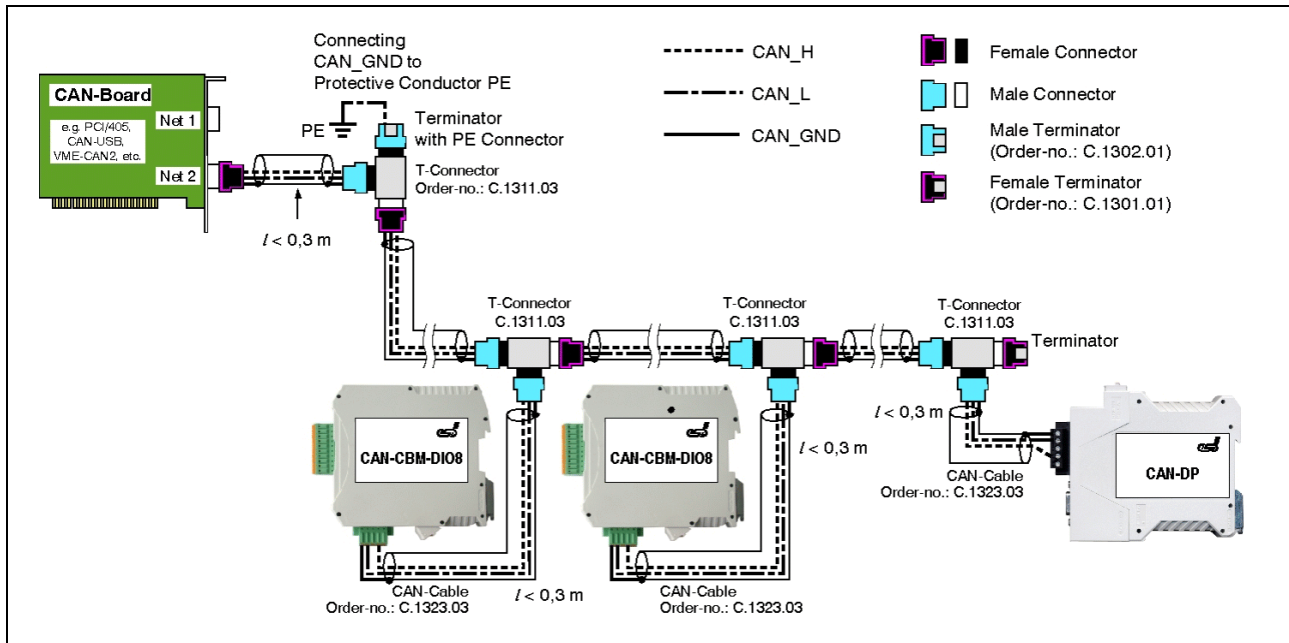 Connecting
CAN_GND to
Protective Conductor PE
CAN-Board
e.g. PCI/405,
CAN-USB,
VME-CAN2, etc.
Net 1
Net 2
PE
Terminator
with PE Connector
T-Connector
Order-no.: C.1311.03
l < 0,3 m
CAN_H
CAN_L
CAN_GND
Female Connector
Male Connector
Male Terminator
(Order-no.: C.1302.01)
Female Terminator
(Order-no.: C.1301.01)
T-Connector
C.1311.03
T-Connector
C.1311.03
T-Connector
C.1311.03
Terminator
CAN-CBM-DIO8
CAN-Cable
Order-no.: C.1323.03
l < 0,3 m
CAN-CBM-DIO8
CAN-Cable
Order-no.: C.1323.03
l < 0,3 m
l < 0,3 m
CAN-Cable
Order-no.: C.1323.03
CAN-DP